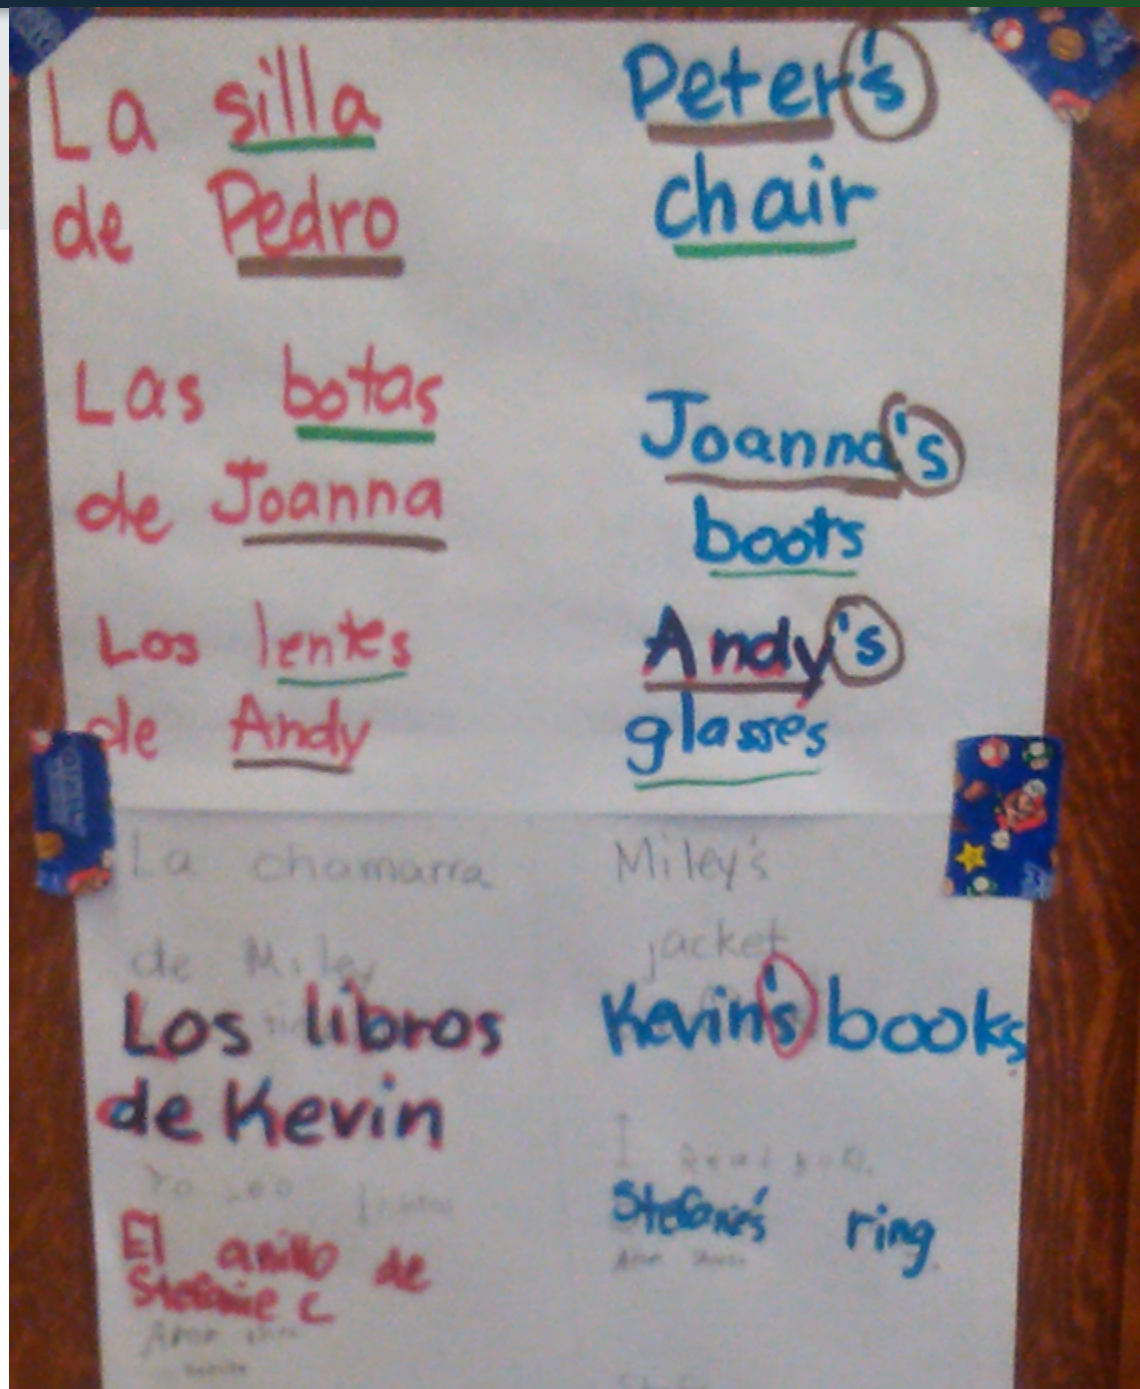 La silla
de Pedro
Peter's
chair
Las botas
de Joanna
Joanna's
boots
Los lentes
de Andy
Andy's
glasses
La chamarra
de Miley
Miley's
jacket
Los libros
de Kevin
Kevin's books
El anillo de
Stefanie C
Stefanie's ring